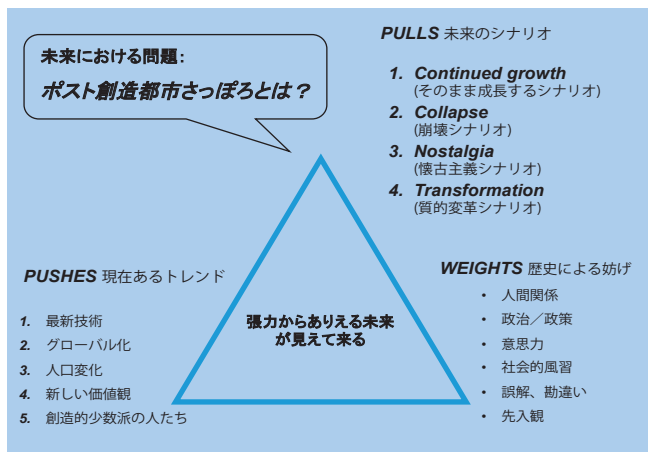 未来における問題:
ポスト創造都市さっぽろとは？
PULLS 未来のシナリオ
1. Continued growth
(そのまま成長するシナリオ)
2. Collapse
(崩壊シナリオ)
3. Nostalgia
(懐古主義シナリオ)
4. Transformation
(質的変革シナリオ)
PUSHES 現在あるトレンド
1. 最新技術
2. グローバル化
3. 人口変化
4. 新しい価値観
5. 創造的少数派の人たち
張力からありえる未来
が見えて来る
WEIGHTS 歴史による妨げ
• 人間関係
• 政治／政策
• 意思力
• 社会的風習
• 誤解、勘違い
• 先入観